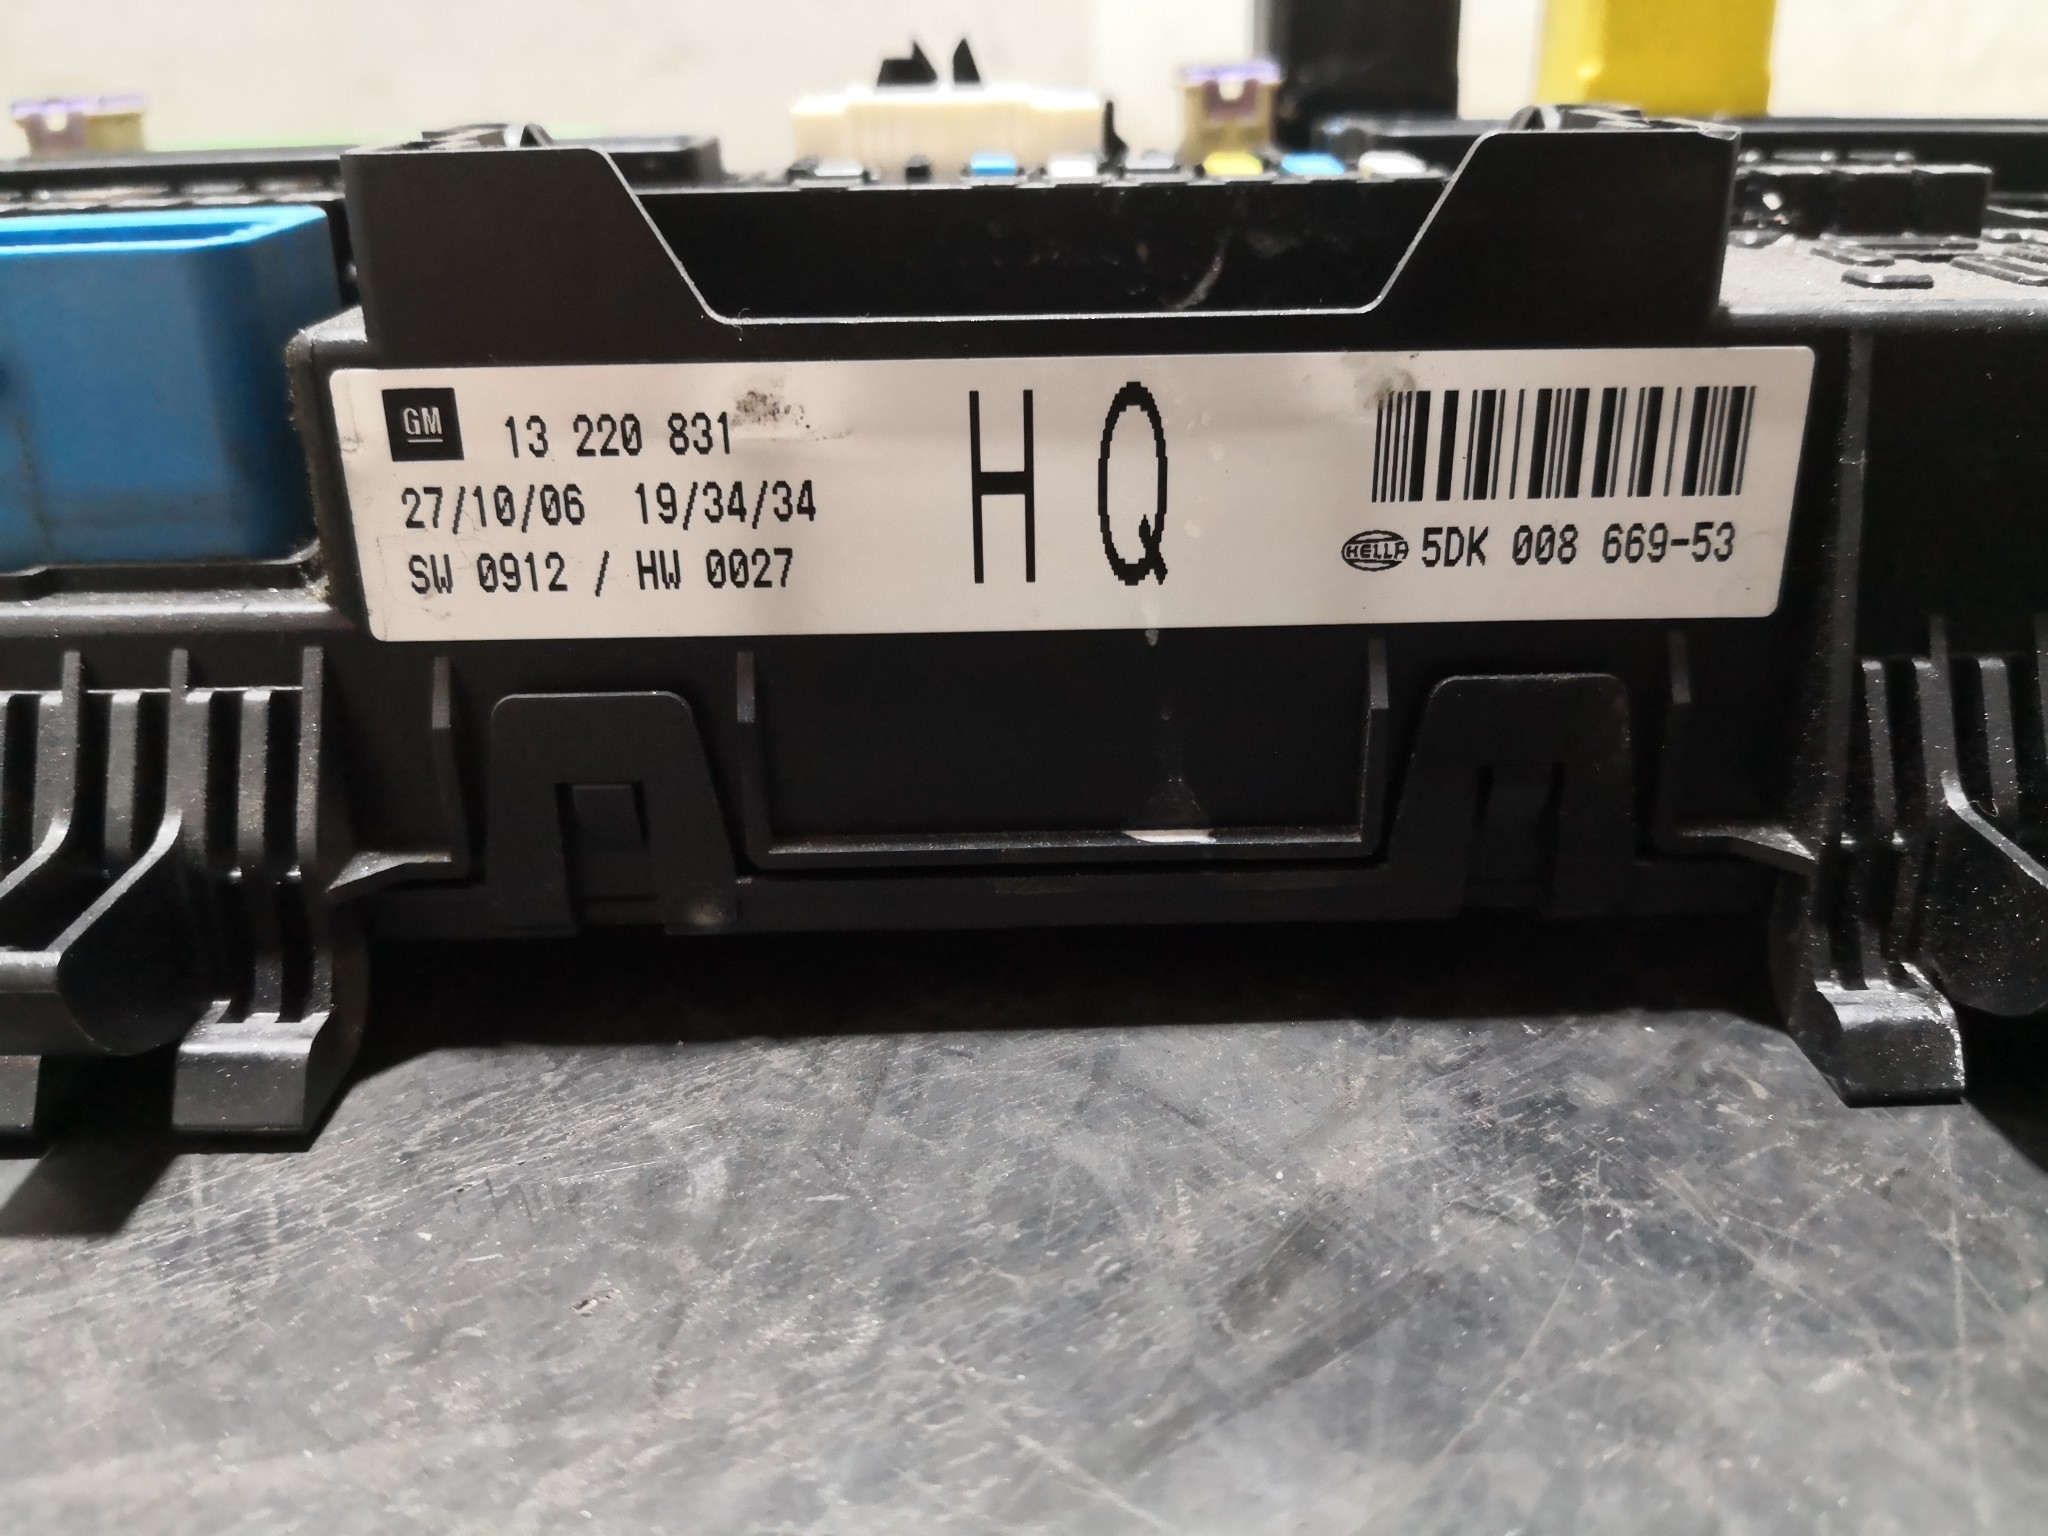 GM 13 220 831
27/10/06 19/34/34
SW 0912 / HW 0027
HQ
HELLA 5DK 008 669-53